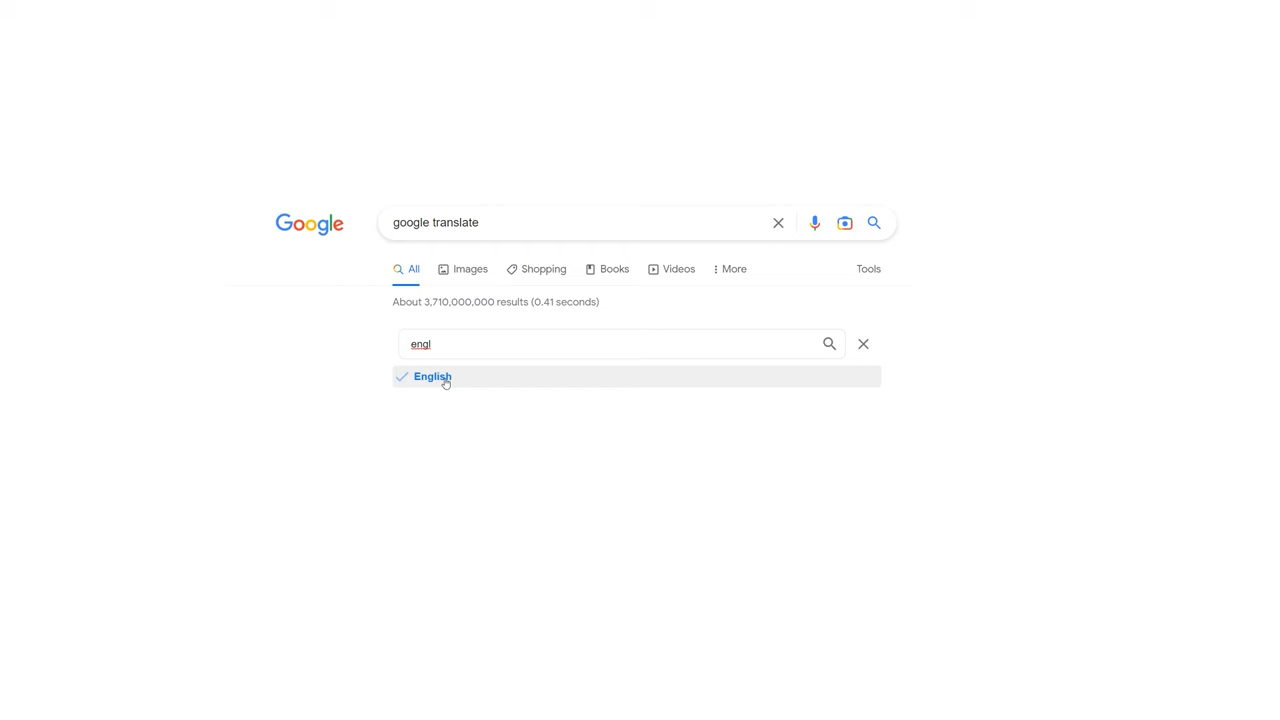 Google google translate
All Images Shopping Books Videos More Tools
About 3,710,000,000 results (0.41 seconds)
engl
English